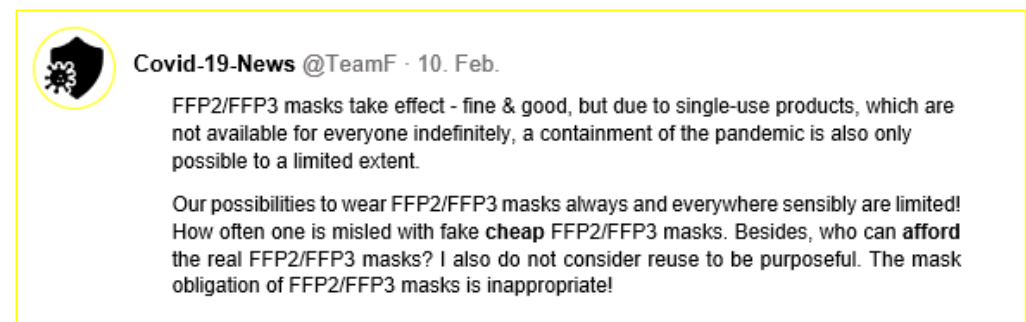 Covid-19-News @TeamF · 10. Feb.
FFP2/FFP3 masks take effect - fine & good, but due to single-use products, which are
not available for everyone indefinitely, a containment of the pandemic is also only
possible to a limited extent.
Our possibilities to wear FFP2/FFP3 masks always and everywhere sensibly are limited!
How often one is misled with fake cheap FFP2/FFP3 masks. Besides, who can afford
the real FFP2/FFP3 masks? I also do not consider reuse to be purposeful. The mask
obligation of FFP2/FFP3 masks is inappropriate!